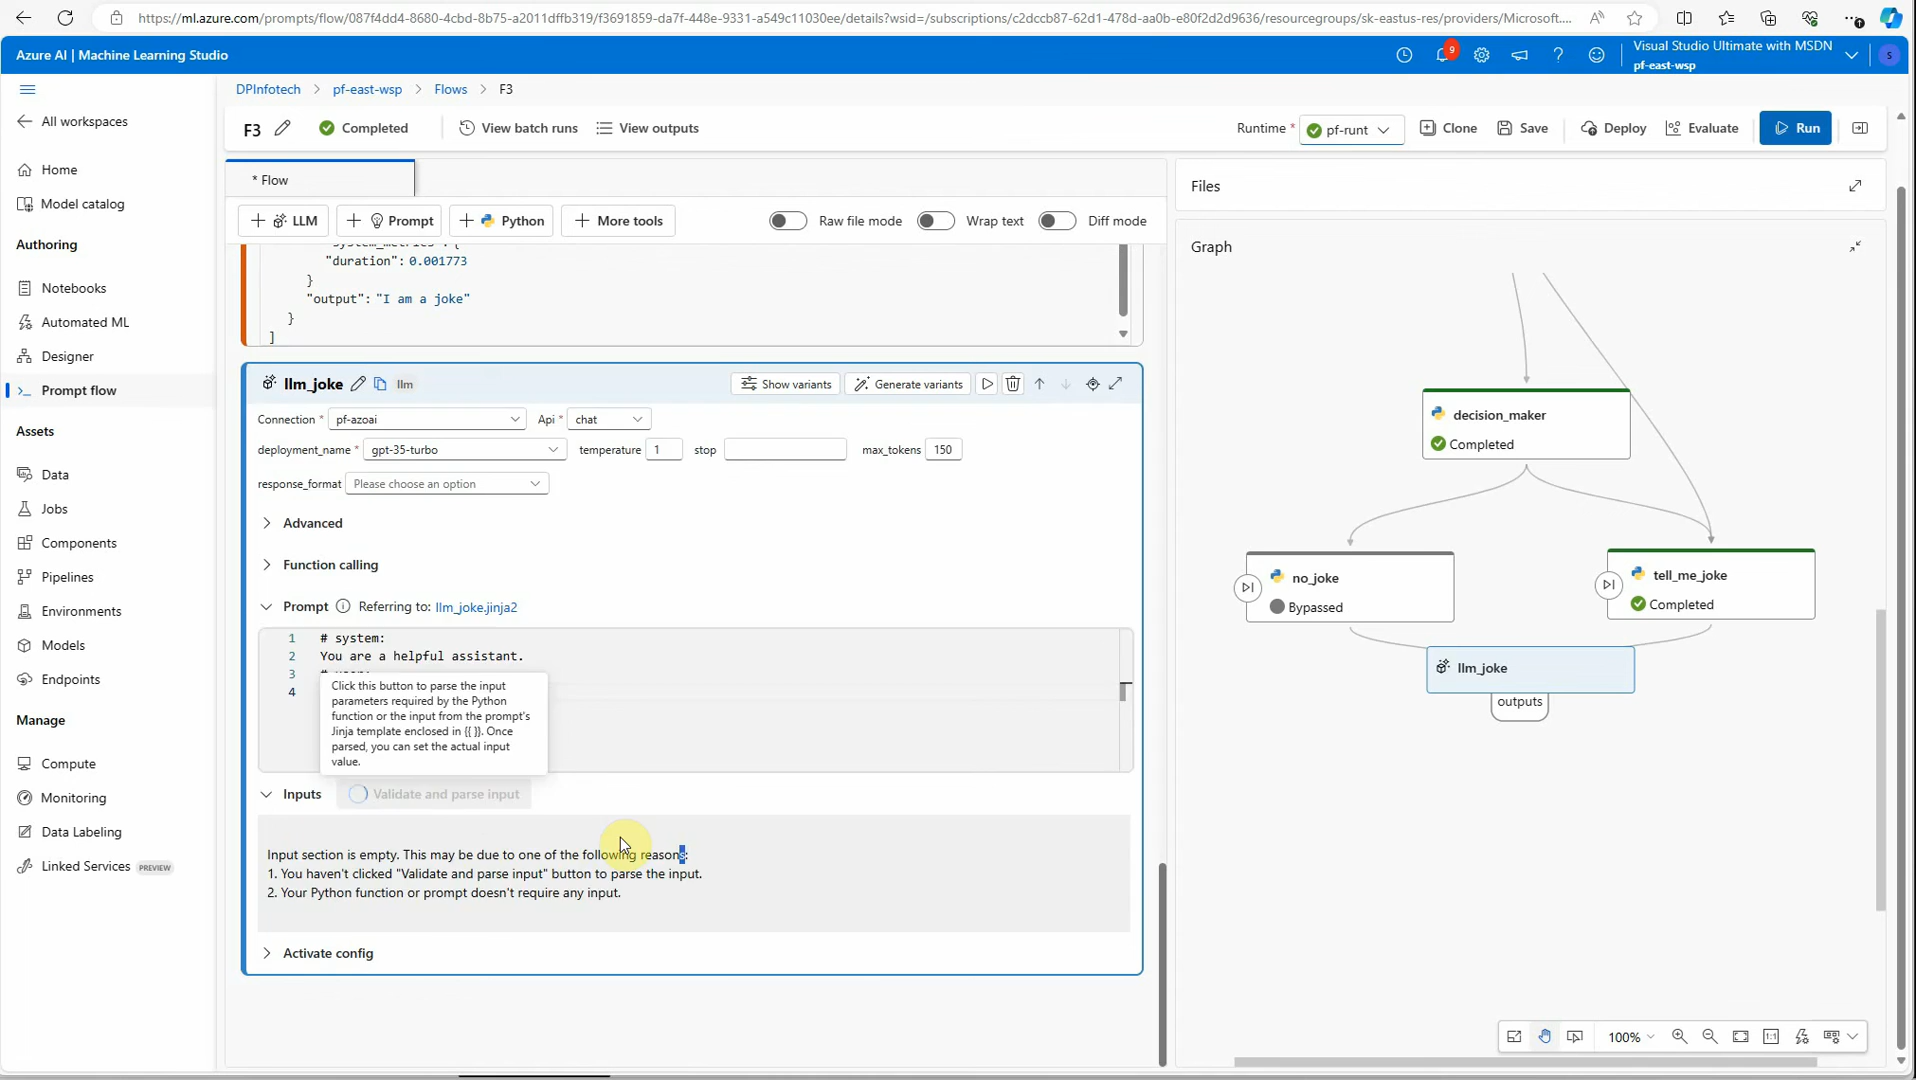 https://ml.azure.com/prompts/flow/087f4dd4-8680-4cbd-8b75-a2011dffb319/f3691859-da7f-448e-9331-a549c11030ee/details?wsid=/subscriptions/c2dccb87-62d1-478d-aa0b-e80f2d2d9636/resourcegroups/sk-eastus-res/providers/Microsoft....
Azure AI | Machine Learning Studio
9
Visual Studio Ultimate with MSDN
pf-east-wsp
S
All workspaces
Home
Model catalog
Authoring
Notebooks
Automated ML
Designer
Prompt flow
Assets
Data
Jobs
Components
Pipelines
Environments
Models
Endpoints
Manage
Compute
Monitoring
Data Labeling
Linked Services PREVIEW
DPInfotech > pf-east-wsp > Flows > F3
F3 Completed View batch runs View outputs
Runtime * pf-runt Clone Save Deploy Evaluate Run
* Flow
LLM Prompt Python More tools Raw file mode Wrap text Diff mode
"system_metrics": {
"duration": 0.001773
}
"output": "I am a joke"
}
]
llm_joke llm Show variants Generate variants
Connection * pf-azoai Api * chat
deployment_name * gpt-35-turbo temperature 1 stop max_tokens 150
response_format Please choose an option
Advanced
Function calling
Prompt Referring to: llm_joke.jinja2
1 # system:
2 You are a helpful assistant.
3
4
Click this button to parse the input
parameters required by the Python
function or the input from the prompt's
Jinja template enclosed in {{ }}. Once
parsed, you can set the actual input
value.
Inputs Validate and parse input
Input section is empty. This may be due to one of the following reasons:
1. You haven't clicked "Validate and parse input" button to parse the input.
2. Your Python function or prompt doesn't require any input.
Activate config
Files
Graph
decision_maker
Completed
no_joke
Bypassed
tell_me_joke
Completed
llm_joke
outputs
100%
1:1